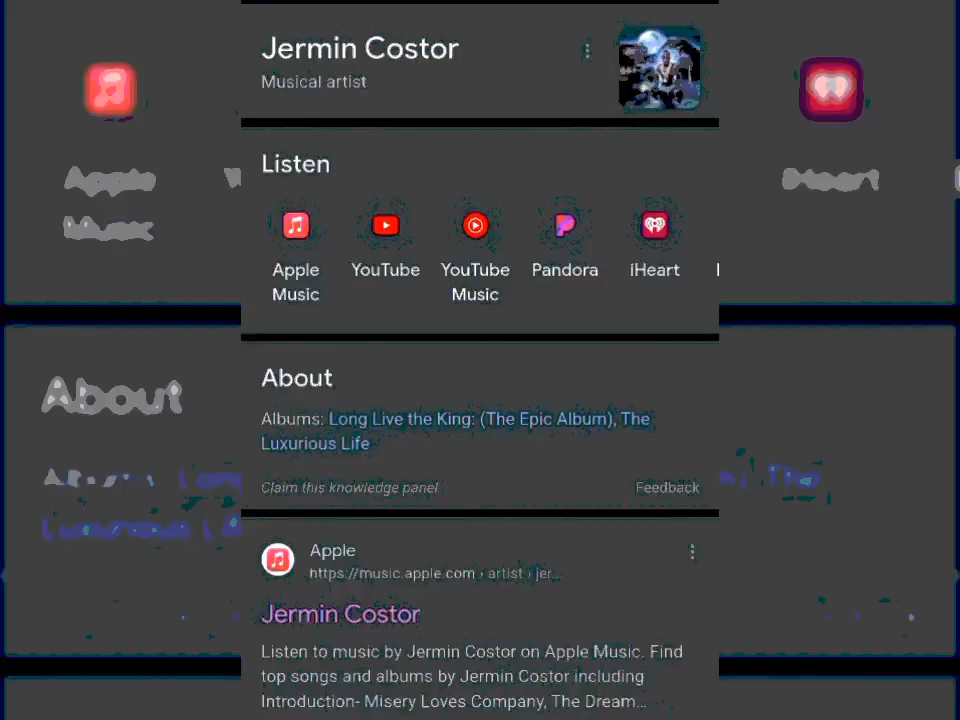 Jermin Costor
Musical artist
Listen
Apple Music
YouTube
YouTube Music
Pandora
iHeart
About
Albums: Long Live the King: (The Epic Album), The
Luxurious Life
Claim this knowledge panel
Feedback
Apple
https://music.apple.com › artist › jer...
Jermin Costor
Listen to music by Jermin Costor on Apple Music. Find
top songs and albums by Jermin Costor including
Introduction- Misery Loves Company, The Dream...
About